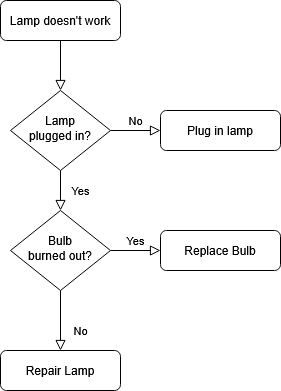 Lamp doesn't work
Lamp
plugged in?
No
Plug in lamp
Yes
Bulb
burned out?
Yes
Replace Bulb
No
Repair Lamp